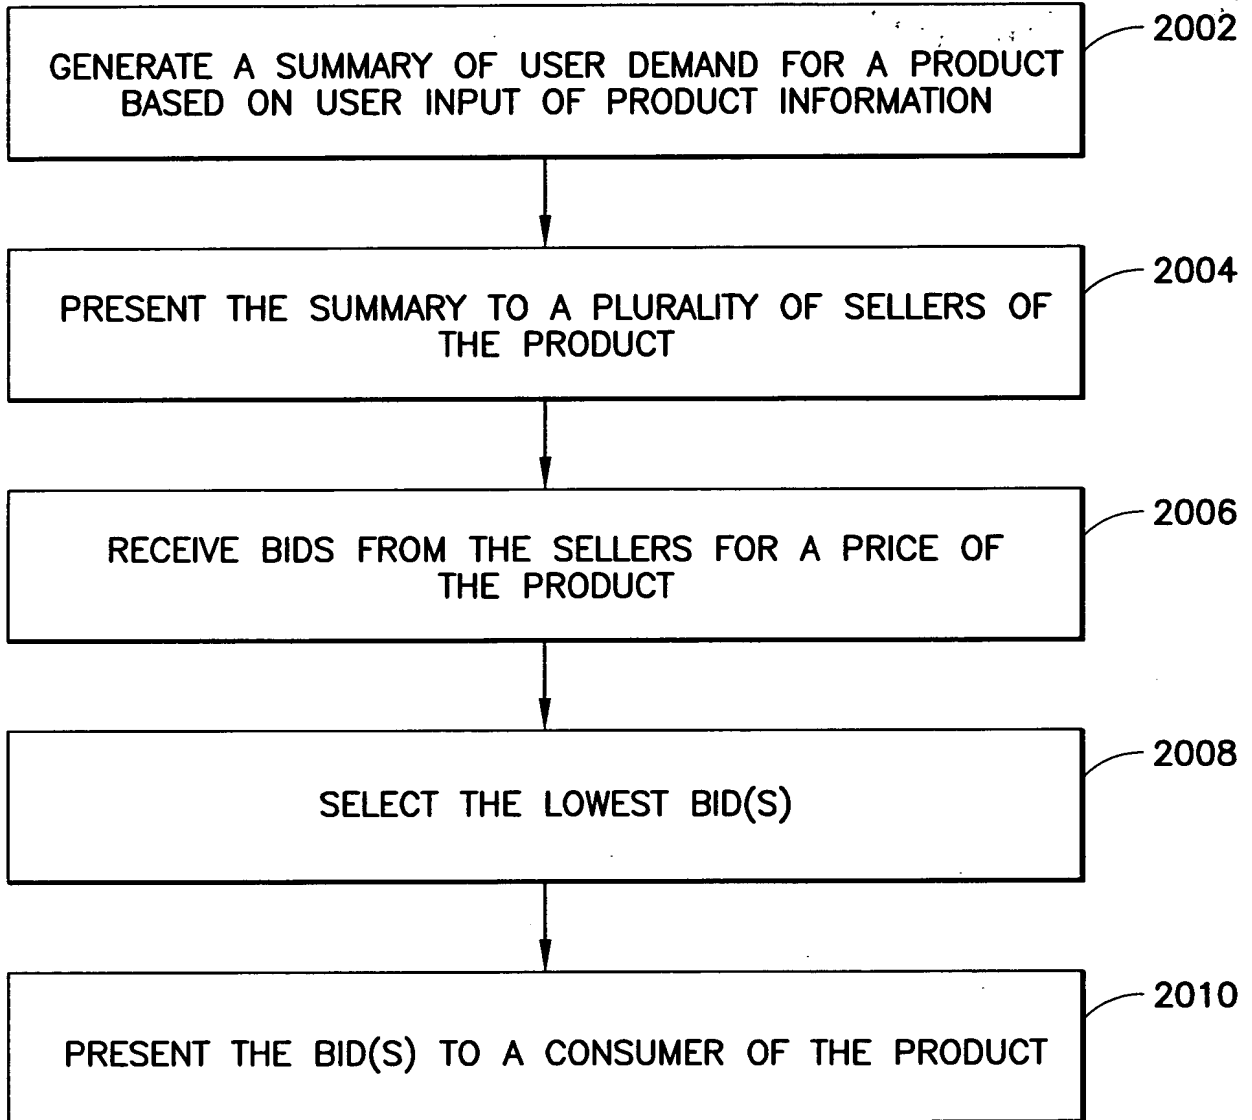 GENERATE A SUMMARY OF USER DEMAND FOR A PRODUCT
BASED ON USER INPUT OF PRODUCT INFORMATION
2002
PRESENT THE SUMMARY TO A PLURALITY OF SELLERS OF
THE PRODUCT
2004
RECEIVE BIDS FROM THE SELLERS FOR A PRICE OF
THE PRODUCT
2006
SELECT THE LOWEST BID(S)
2008
PRESENT THE BID(S) TO A CONSUMER OF THE PRODUCT
2010